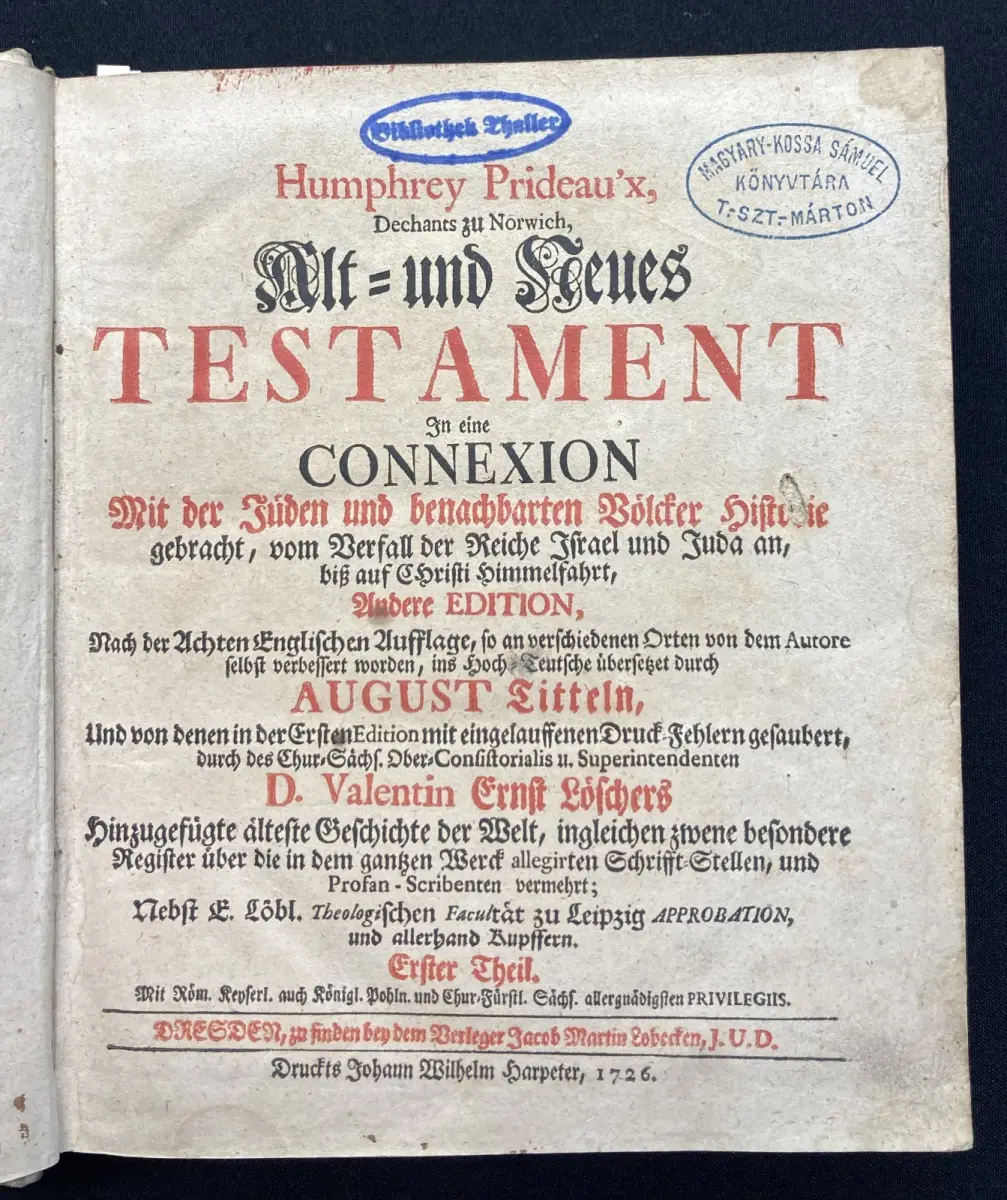 Bibliothek Thaller
MAGYARY-KOSSA SÁMUEL
KÖNYVTÁRA
T.-SZT.-MÁRTON
Humphrey Prideau'x,
Dechants zu Norwich,
Alt- und Neues
TESTAMENT
In eine
CONNEXION
Mit der Jüden und benachbarten Völcker Historie
gebracht, vom Verfall der Reiche Israel und Juda an,
biß auf CHristi Himmelfahrt,
Andere EDITION,
Nach der Achten Englischen Aufflage, so an verschiedenen Orten von dem Autore
selbst verbessert worden, ins Hoch-Teutsche übersetzet durch
AUGUST Titteln,
Und von denen in der Ersten Edition mit eingelauffenen Druck-Fehlern gesaubert,
durch des Chur-Sächs. Ober-Consistorialis u. Superintendenten
D. Valentin Ernst Löschers
Hinzugefügte älteste Geschichte der Welt, ingleichen zwene besondere
Register über die in dem gantzen Werck allegirten Schrifft-Stellen, und
Profan-Scribenten vermehrt;
Nebst E. Löbl. Theologischen Facultät zu Leipzig APPROBATION,
und allerhand Kupffern.
Erster Theil.
Mit Röm. Keyserl. auch Königl. Pohln. und Chur-Fürstl. Sächs. allergnädigsten PRIVILEGIIS.
DRESDEN, zu finden bey dem Verleger Jacob Martin Lobecken, J. U. D.
Druckts Johann Wilhelm Harpeter, 1726.